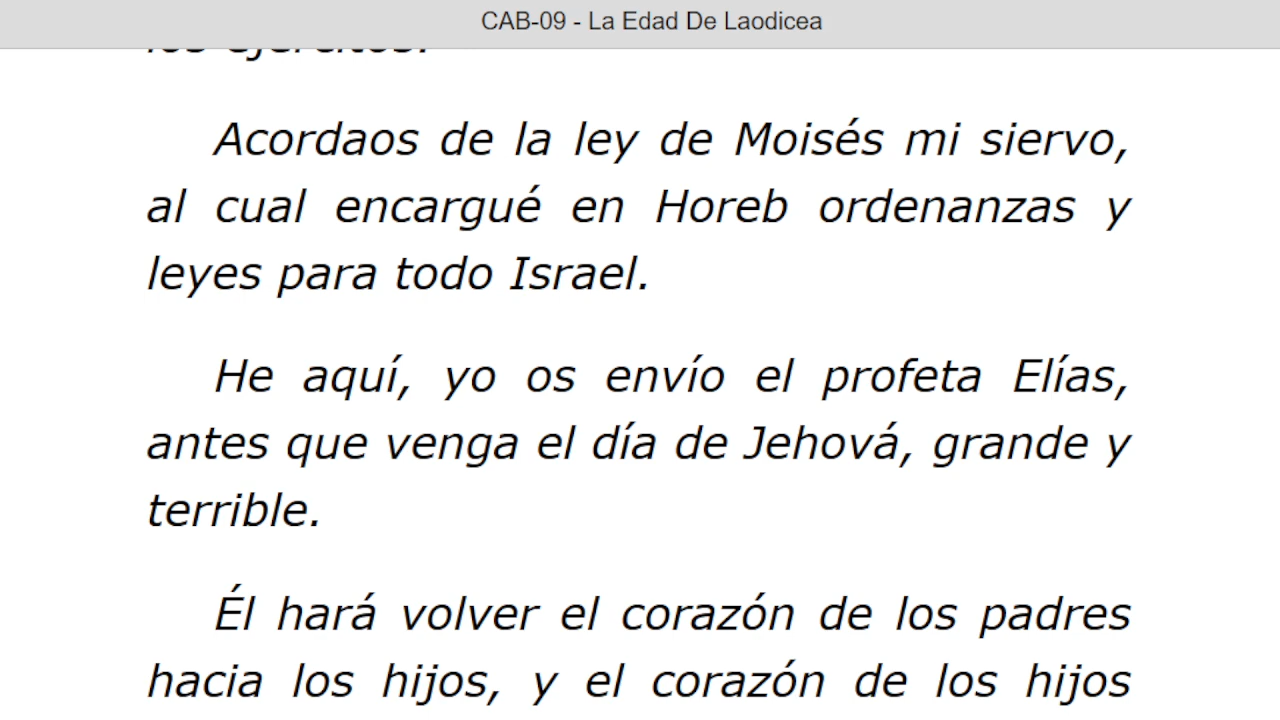 CAB-09 - La Edad De Laodicea
los ejércitos.
Acordaos de la ley de Moisés mi siervo,
al cual encargué en Horeb ordenanzas y
leyes para todo Israel.
He aquí, yo os envío el profeta Elías,
antes que venga el día de Jehová, grande y
terrible.
Él hará volver el corazón de los padres
hacia los hijos, y el corazón de los hijos